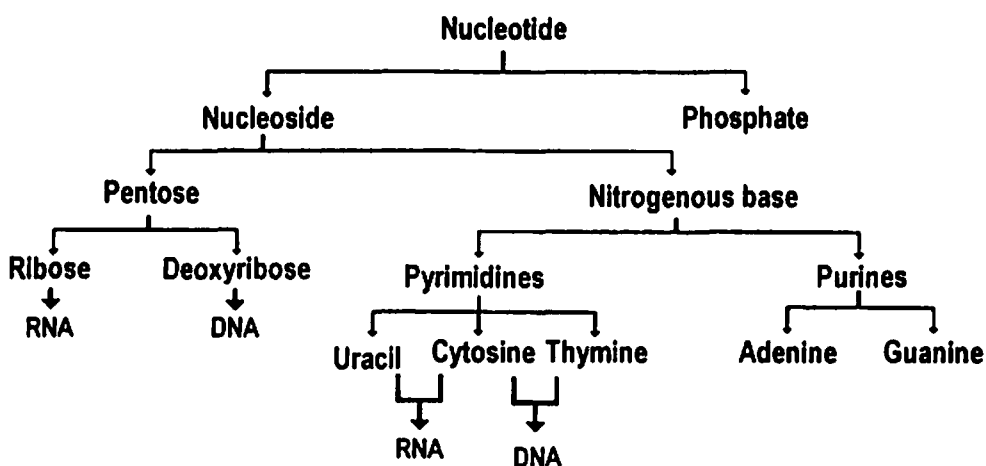 Nucleotide
Nucleoside Phosphate
Pentose Nitrogenous base
Ribose Deoxyribose Pyrimidines Purines
RNA DNA
Uracil Cytosine Thymine Adenine Guanine
RNA DNA